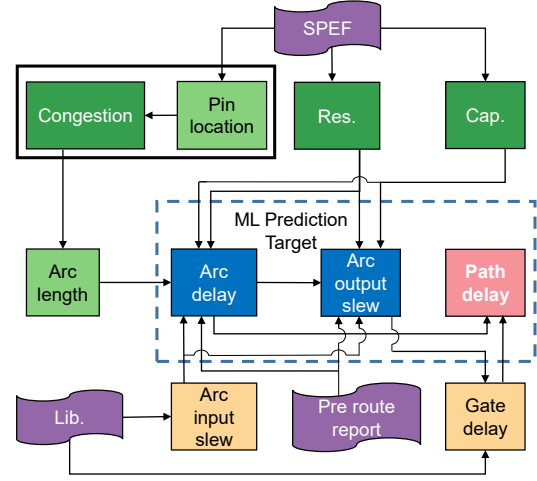 SPEF
Congestion
Pin
location
Res.
Cap.
ML Prediction
Target
Arc
length
Arc
delay
Arc
output
slew
Path
delay
Lib.
Arc
input
slew
Pre route
report
Gate
delay